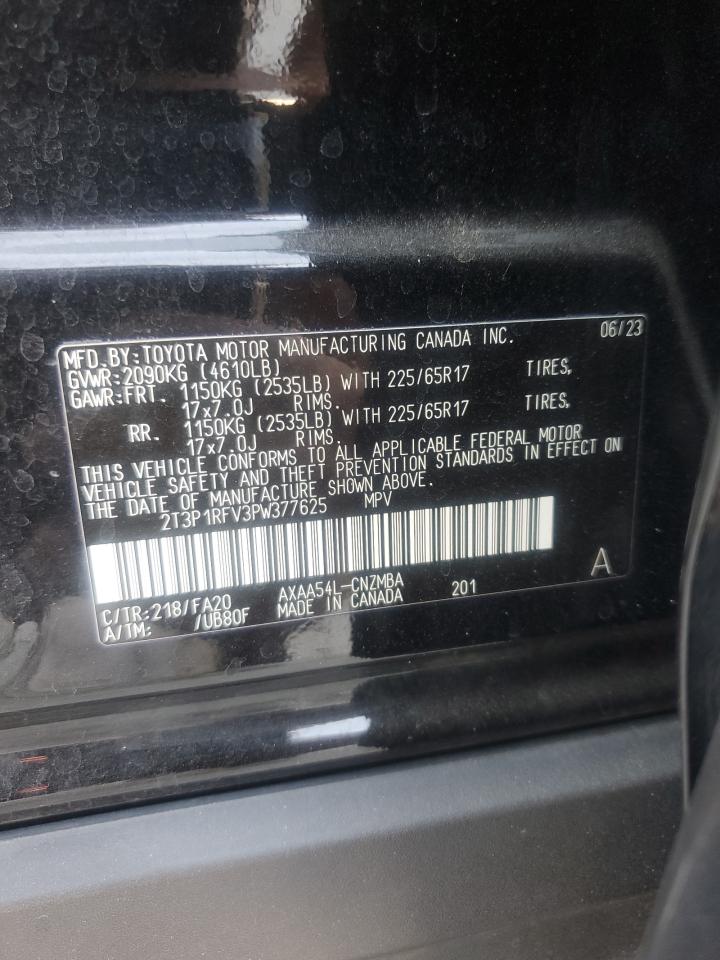 MFD.BY:TOYOTA MOTOR MANUFACTURING CANADA INC. 06/23
GVWR:2090KG (4610LB)
GAWR:FRT. 1150KG (2535LB) WITH 225/65R17 TIRES,
17x7.0J RIMS.
RR. 1150KG (2535LB) WITH 225/65R17 TIRES,
17x7.0J RIMS.
THIS VEHICLE CONFORMS TO ALL APPLICABLE FEDERAL MOTOR
VEHICLE SAFETY AND THEFT PREVENTION STANDARDS IN EFFECT ON
THE DATE OF MANUFACTURE SHOWN ABOVE.
2T3P1RFV3PW377625 MPV
C/TR:218/FA20 AXAA54L-CNZMBA 201 A
A/TM: /UB80F MADE IN CANADA